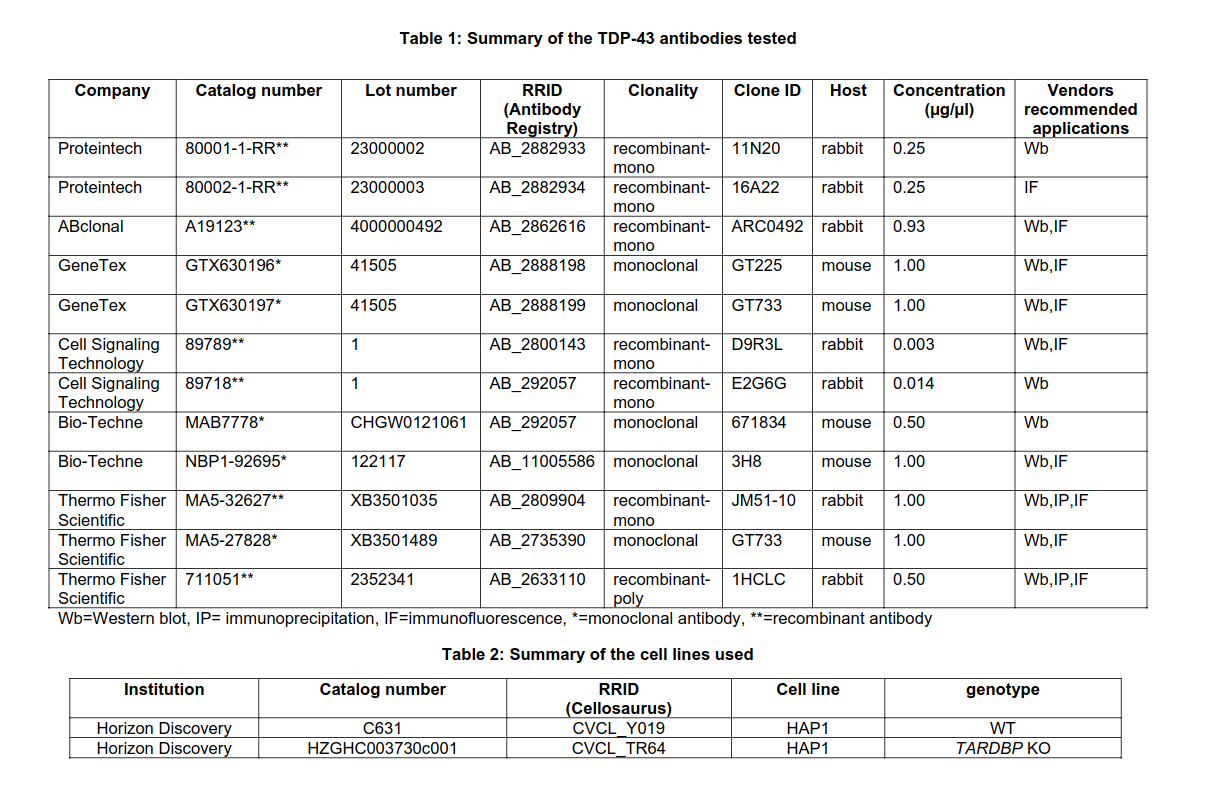 Table 1: Summary of the TDP-43 antibodies tested
Company Catalog number Lot number RRID (Antibody Registry) Clonality Clone ID Host Concentration (µg/µl) Vendors recommended applications
Proteintech 80001-1-RR** 23000002 AB_2882933 recombinant-mono 11N20 rabbit 0.25 Wb
Proteintech 80002-1-RR** 23000003 AB_2882934 recombinant-mono 16A22 rabbit 0.25 IF
ABclonal A19123** 4000000492 AB_2862616 recombinant-mono ARC0492 rabbit 0.93 Wb,IF
GeneTex GTX630196* 41505 AB_2888198 monoclonal GT225 mouse 1.00 Wb,IF
GeneTex GTX630197* 41505 AB_2888199 monoclonal GT733 mouse 1.00 Wb,IF
Cell Signaling Technology 89789** 1 AB_2800143 recombinant-mono D9R3L rabbit 0.003 Wb,IF
Cell Signaling Technology 89718** 1 AB_292057 recombinant-mono E2G6G rabbit 0.014 Wb
Bio-Techne MAB7778* CHGW0121061 AB_292057 monoclonal 671834 mouse 0.50 Wb
Bio-Techne NBP1-92695* 122117 AB_11005586 monoclonal 3H8 mouse 1.00 Wb,IF
Thermo Fisher Scientific MA5-32627** XB3501035 AB_2809904 recombinant-mono JM51-10 rabbit 1.00 Wb,IP,IF
Thermo Fisher Scientific MA5-27828* XB3501489 AB_2735390 monoclonal GT733 mouse 1.00 Wb,IF
Thermo Fisher Scientific 711051** 2352341 AB_2633110 recombinant-poly 1HCLC rabbit 0.50 Wb,IP,IF
Wb=Western blot, IP= immunoprecipitation, IF=immunofluorescence, *=monoclonal antibody, **=recombinant antibody
Table 2: Summary of the cell lines used
Institution Catalog number RRID (Cellosaurus) Cell line genotype
Horizon Discovery C631 CVCL_Y019 HAP1 WT
Horizon Discovery HZGHC003730c001 CVCL_TR64 HAP1 TARDBP KO